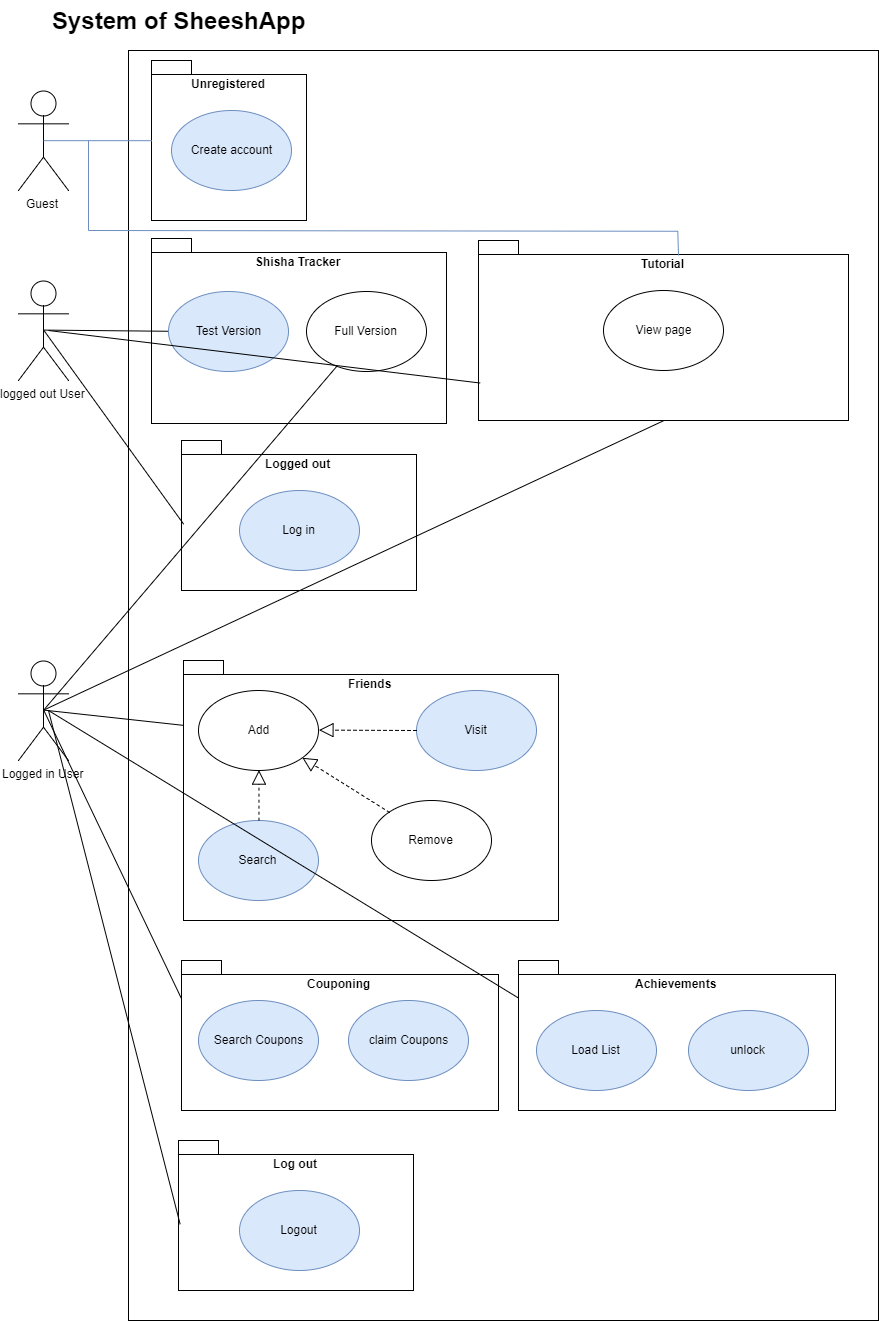 System of SheeshApp
Unregistered
Create account
Guest
Shisha Tracker
Tutorial
Test Version
Full Version
View page
logged out User
Logged out
Log in
Logged in User
Friends
Add
Visit
Remove
Search
Couponing
Achievements
Search Coupons
claim Coupons
Load List
unlock
Log out
Logout